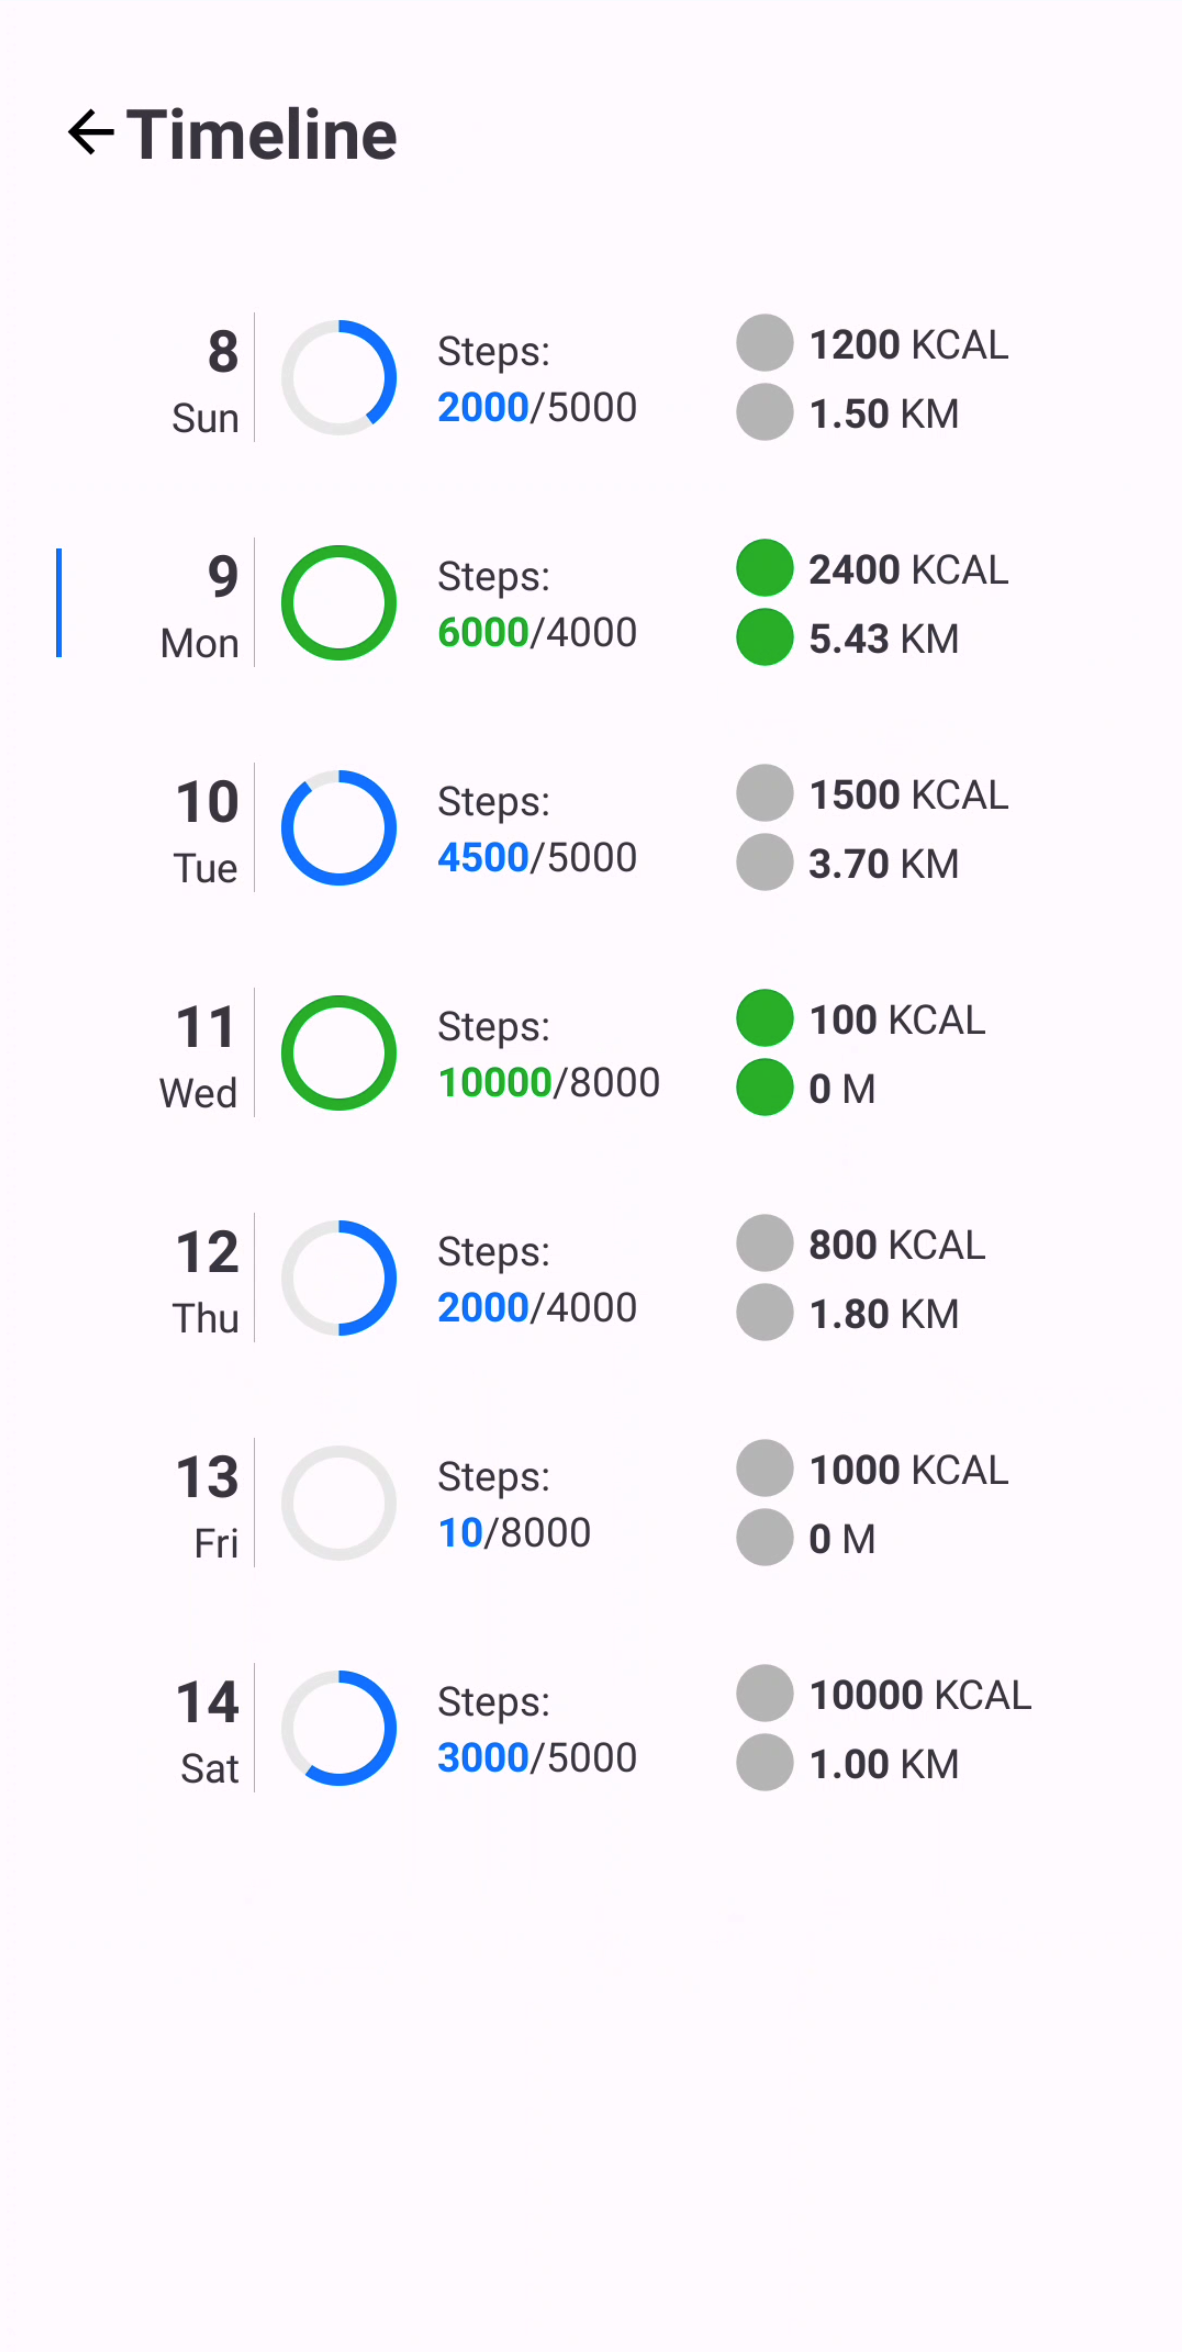 Timeline
8
Sun
Steps:
2000/5000
1200 KCAL
1.50 KM
9
Mon
Steps:
6000/4000
2400 KCAL
5.43 KM
10
Tue
Steps:
4500/5000
1500 KCAL
3.70 KM
11
Wed
Steps:
10000/8000
100 KCAL
0 M
12
Thu
Steps:
2000/4000
800 KCAL
1.80 KM
13
Fri
Steps:
10/8000
1000 KCAL
0 M
14
Sat
Steps:
3000/5000
10000 KCAL
1.00 KM